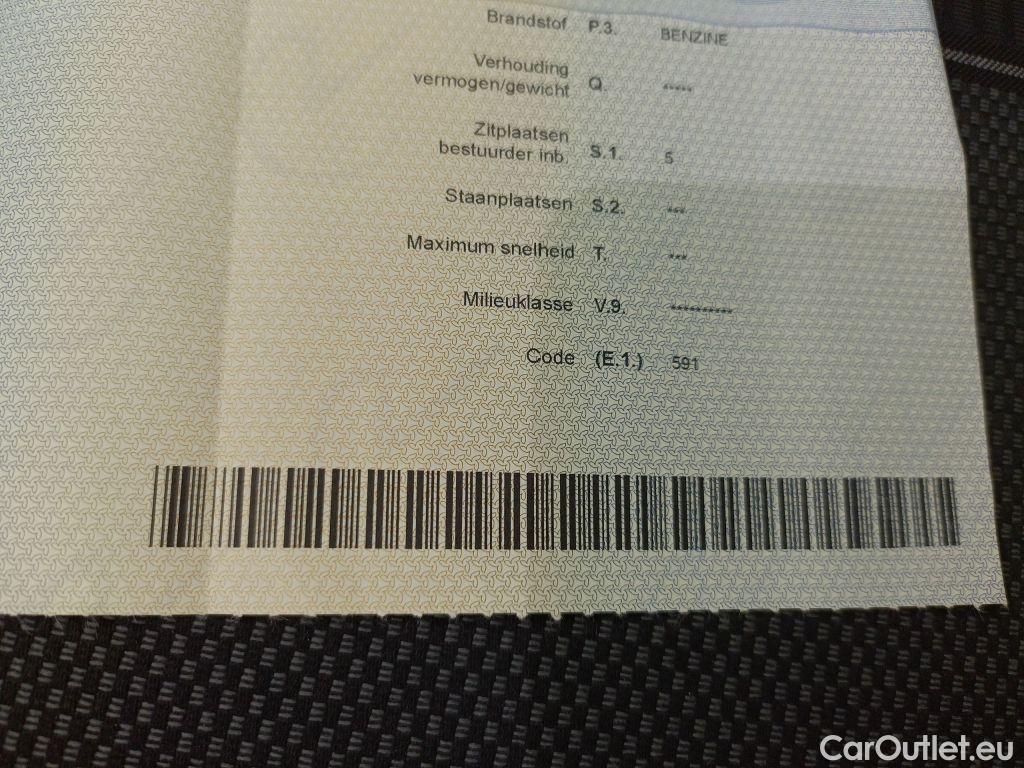 Brandstof P.3. BENZINE
Verhouding
vermogen/gewicht Q. *****
Zitplaatsen
bestuurder inb. S.1. 5
Staanplaatsen S.2. ***
Maximum snelheid T. ***
Milieuklasse V.9. **********
Code (E.1.) 591
CarOutlet.eu